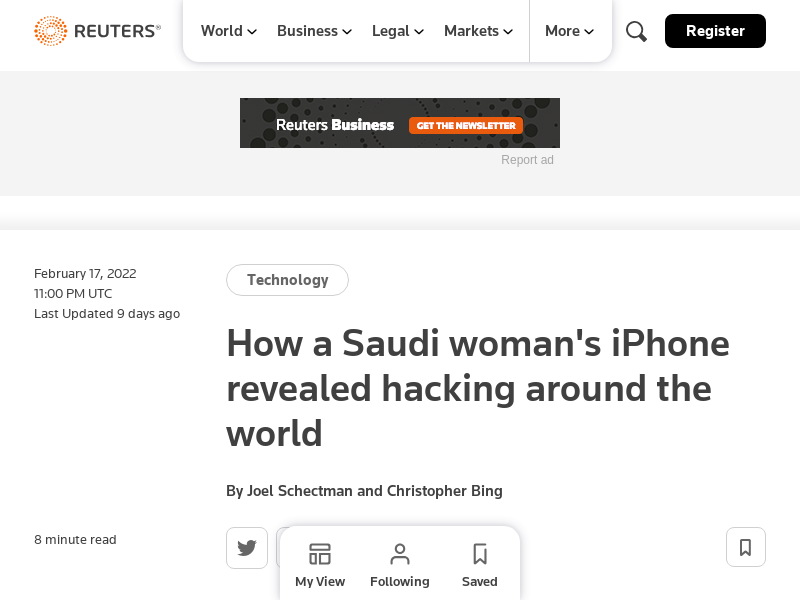 REUTERS®
World
Business
Legal
Markets
More
Register
Reuters Business
GET THE NEWSLETTER
Report ad
February 17, 2022
11:00 PM UTC
Last Updated 9 days ago
Technology
How a Saudi woman's iPhone
revealed hacking around the
world
By Joel Schectman and Christopher Bing
8 minute read
My View
Following
Saved